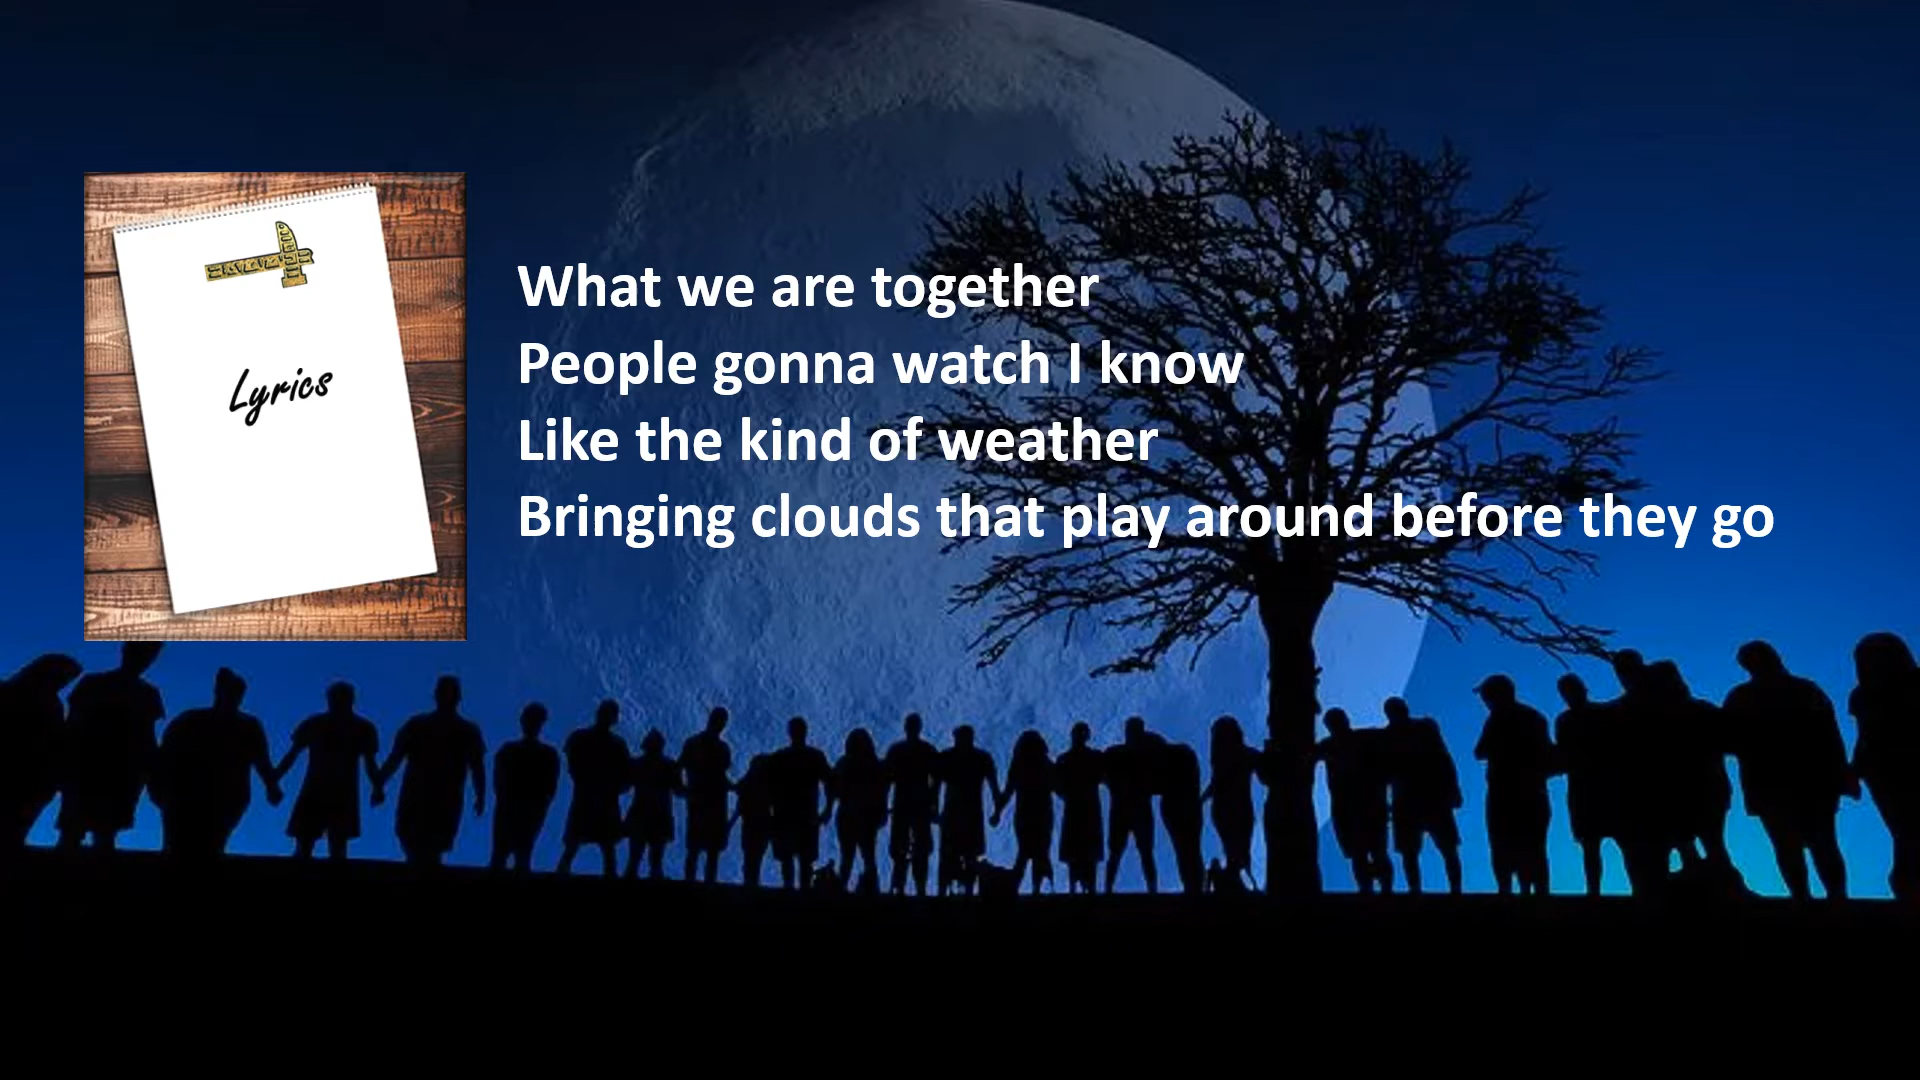 Lyrics
What we are together
People gonna watch I know
Like the kind of weather
Bringing clouds that play around before they go